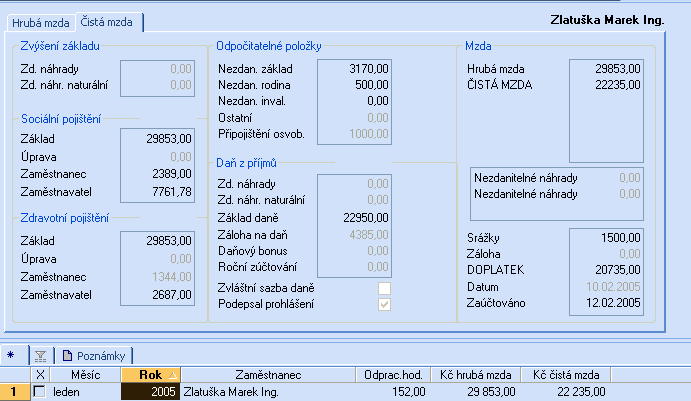 Hrubá mzda
Čistá mzda
Zlatuška Marek Ing.
Zvýšení základu
Zd. náhrady 0,00
Zd. náhr. naturální 0,00
Sociální pojištění
Základ 29853,00
Úprava 0,00
Zaměstnanec 2389,00
Zaměstnavatel 7761,78
Zdravotní pojištění
Základ 29853,00
Úprava 0,00
Zaměstnanec 1344,00
Zaměstnavatel 2687,00
Odpočitatelné položky
Nezdan. základ 3170,00
Nezdan. rodina 500,00
Nezdan. inval. 0,00
Ostatní 0,00
Připojištění osvob. 1000,00
Daň z příjmů
Zd. náhrady 0,00
Zd. náhr. naturální 0,00
Základ daně 22950,00
Záloha na daň 4385,00
Daňový bonus 0,00
Roční zúčtování 0,00
Zvláštní sazba daně
Podepsal prohlášení
Mzda
Hrubá mzda 29853,00
ČISTÁ MZDA 22235,00
Nezdanitelné náhrady 0,00
Nezdanitelné náhrady 0,00
Srážky 1500,00
Záloha 0,00
DOPLATEK 20735,00
Datum 10.02.2005
Zaúčtováno 12.02.2005
* Poznámky
X Měsíc Rok Zaměstnanec Odprac.hod. Kč hrubá mzda Kč čistá mzda
1 leden 2005 Zlatuška Marek Ing. 152,00 29 853,00 22 235,00